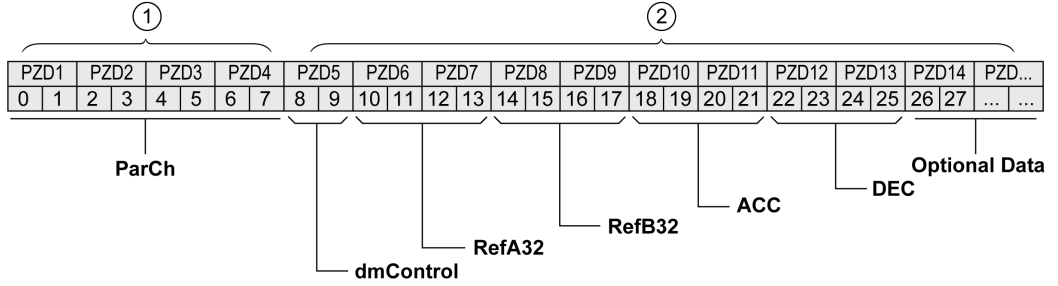 1 2
PZD1 PZD2 PZD3 PZD4 PZD5 PZD6 PZD7 PZD8 PZD9 PZD10 PZD11 PZD12 PZD13 PZD14 PZD...
0 1 2 3 4 5 6 7 8 9 10 11 12 13 14 15 16 17 18 19 20 21 22 23 24 25 26 27 ... ...
ParCh Optional Data
DEC
ACC
RefB32
RefA32
dmControl